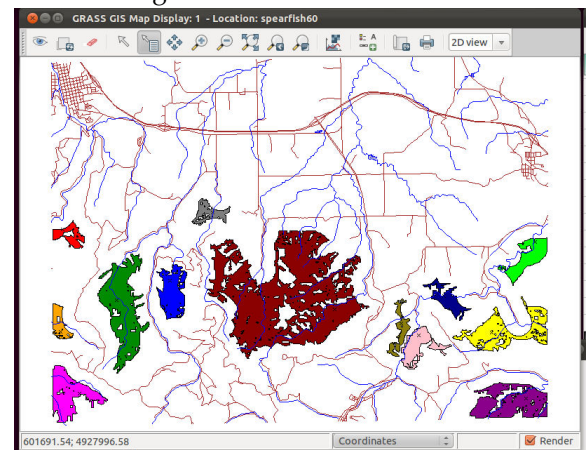 GRASS GIS Map Display: 1 - Location: spearfish60
2D view
601691.54; 4927996.58
Coordinates
Render